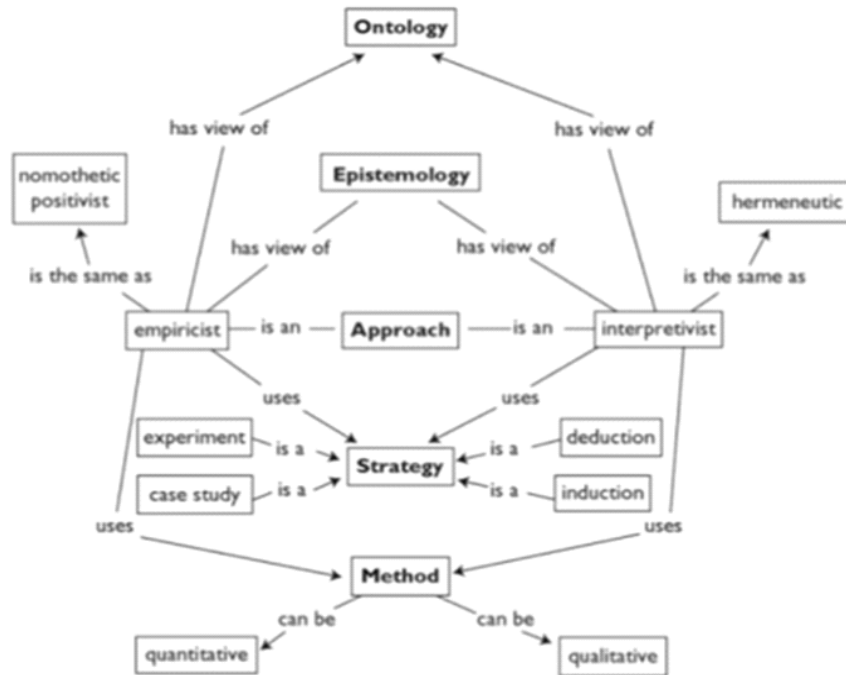 Ontology
has view of
has view of
nomothetic
positivist
Epistemology
hermeneutic
has view of
has view of
is the same as
is the same as
empiricist
is an
Approach
is an
interpretivist
uses
uses
experiment
is a
is a
deduction
Strategy
case study
is a
is a
induction
uses
uses
Method
can be
can be
quantitative
qualitative